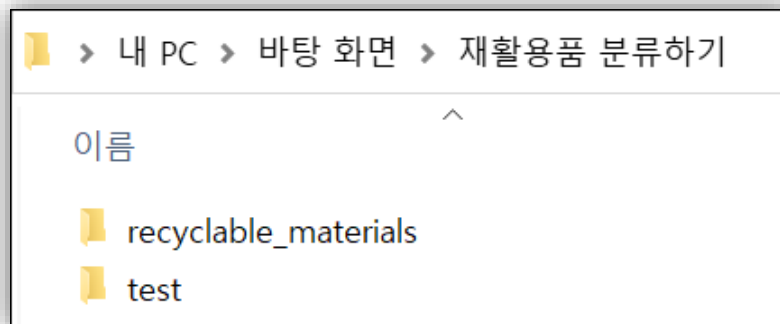 내 PC > 바탕 화면 > 재활용품 분류하기
이름
recyclable_materials
test